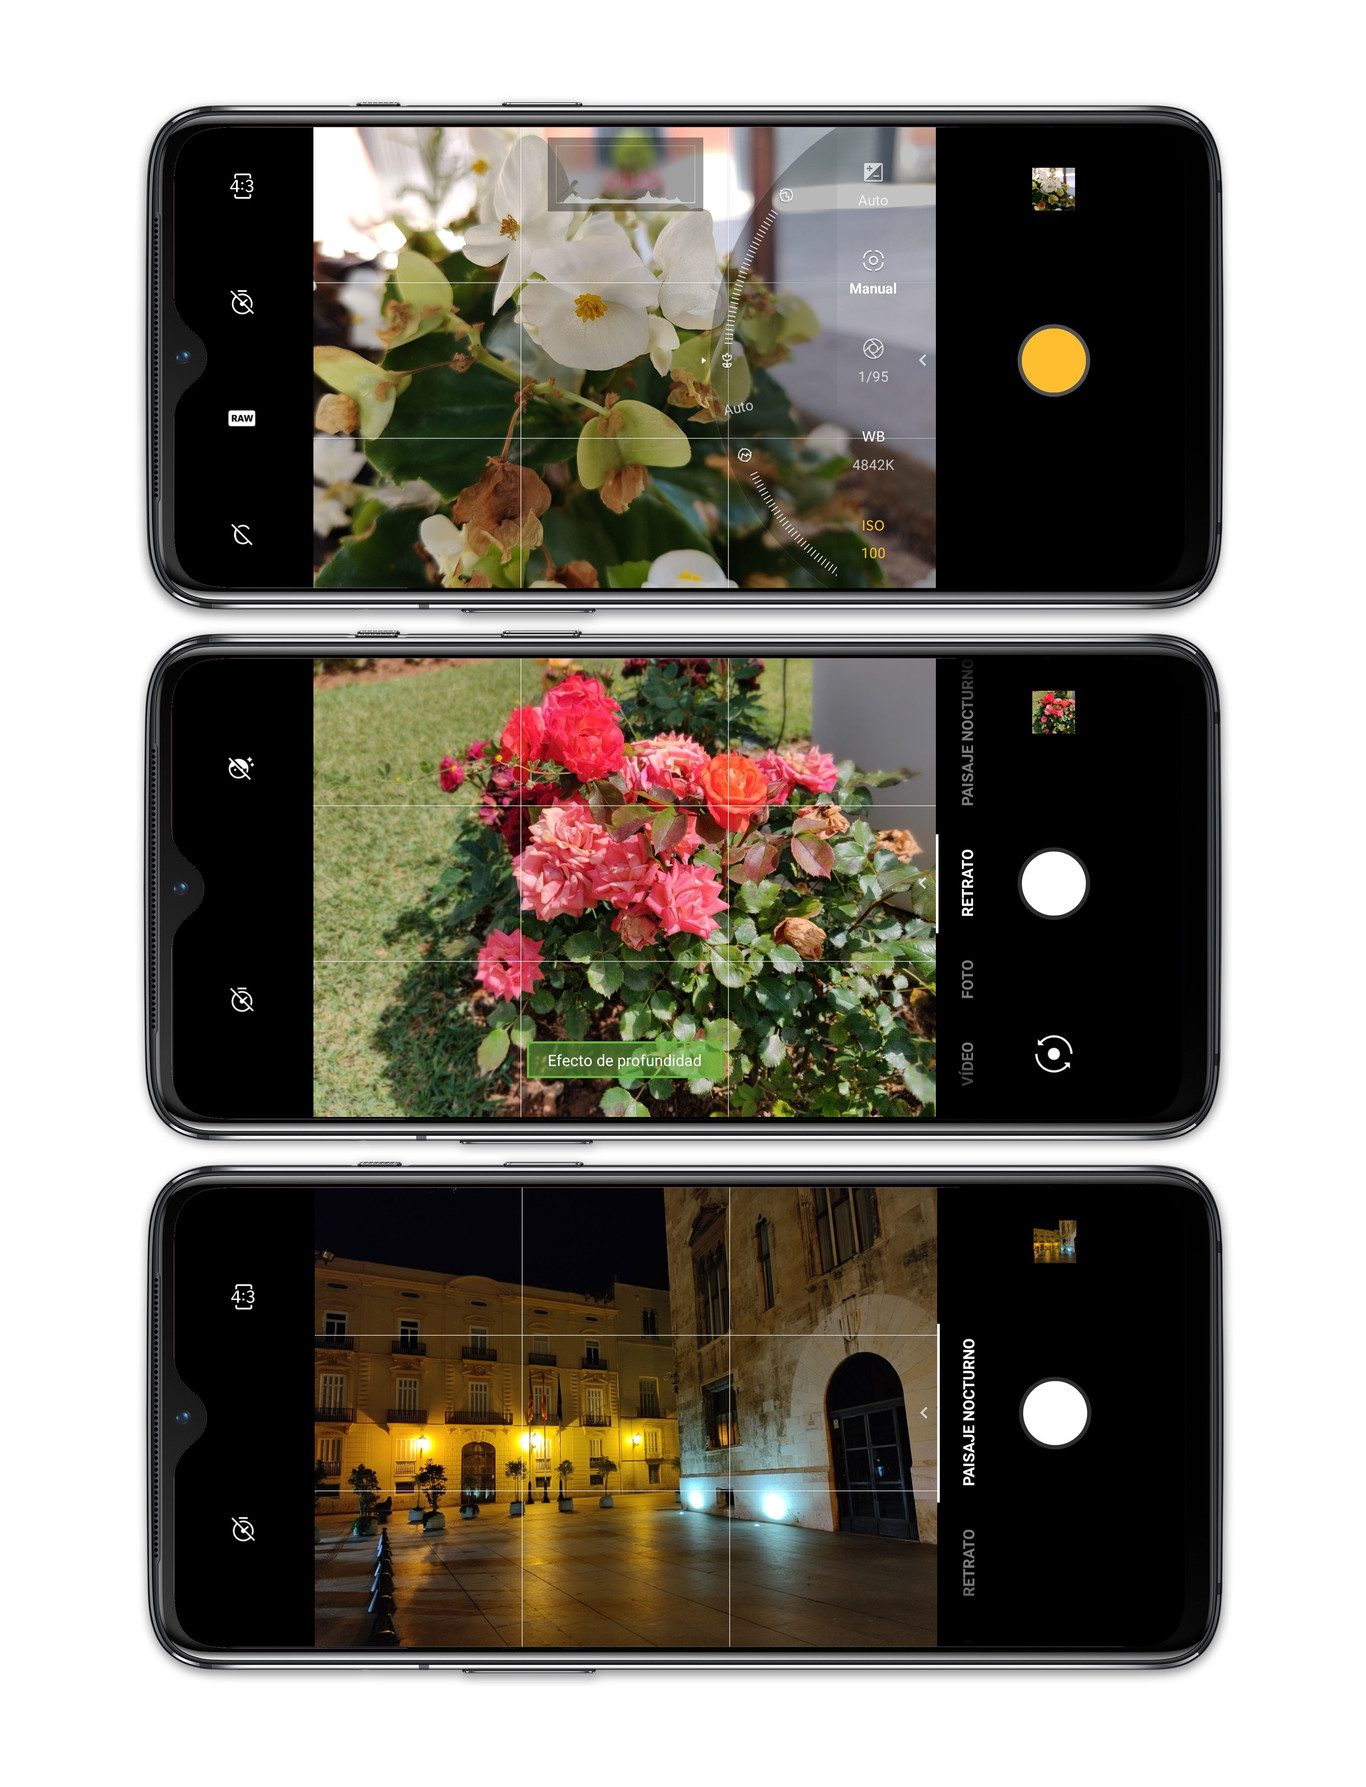 4:3
RAW
Auto
Manual
1/95
WB
4842K
ISO
100
Auto
PAISAJE NOCTURNO
RETRATO
FOTO
VÍDEO
Efecto de profundidad
4:3
PAISAJE NOCTURNO
RETRATO